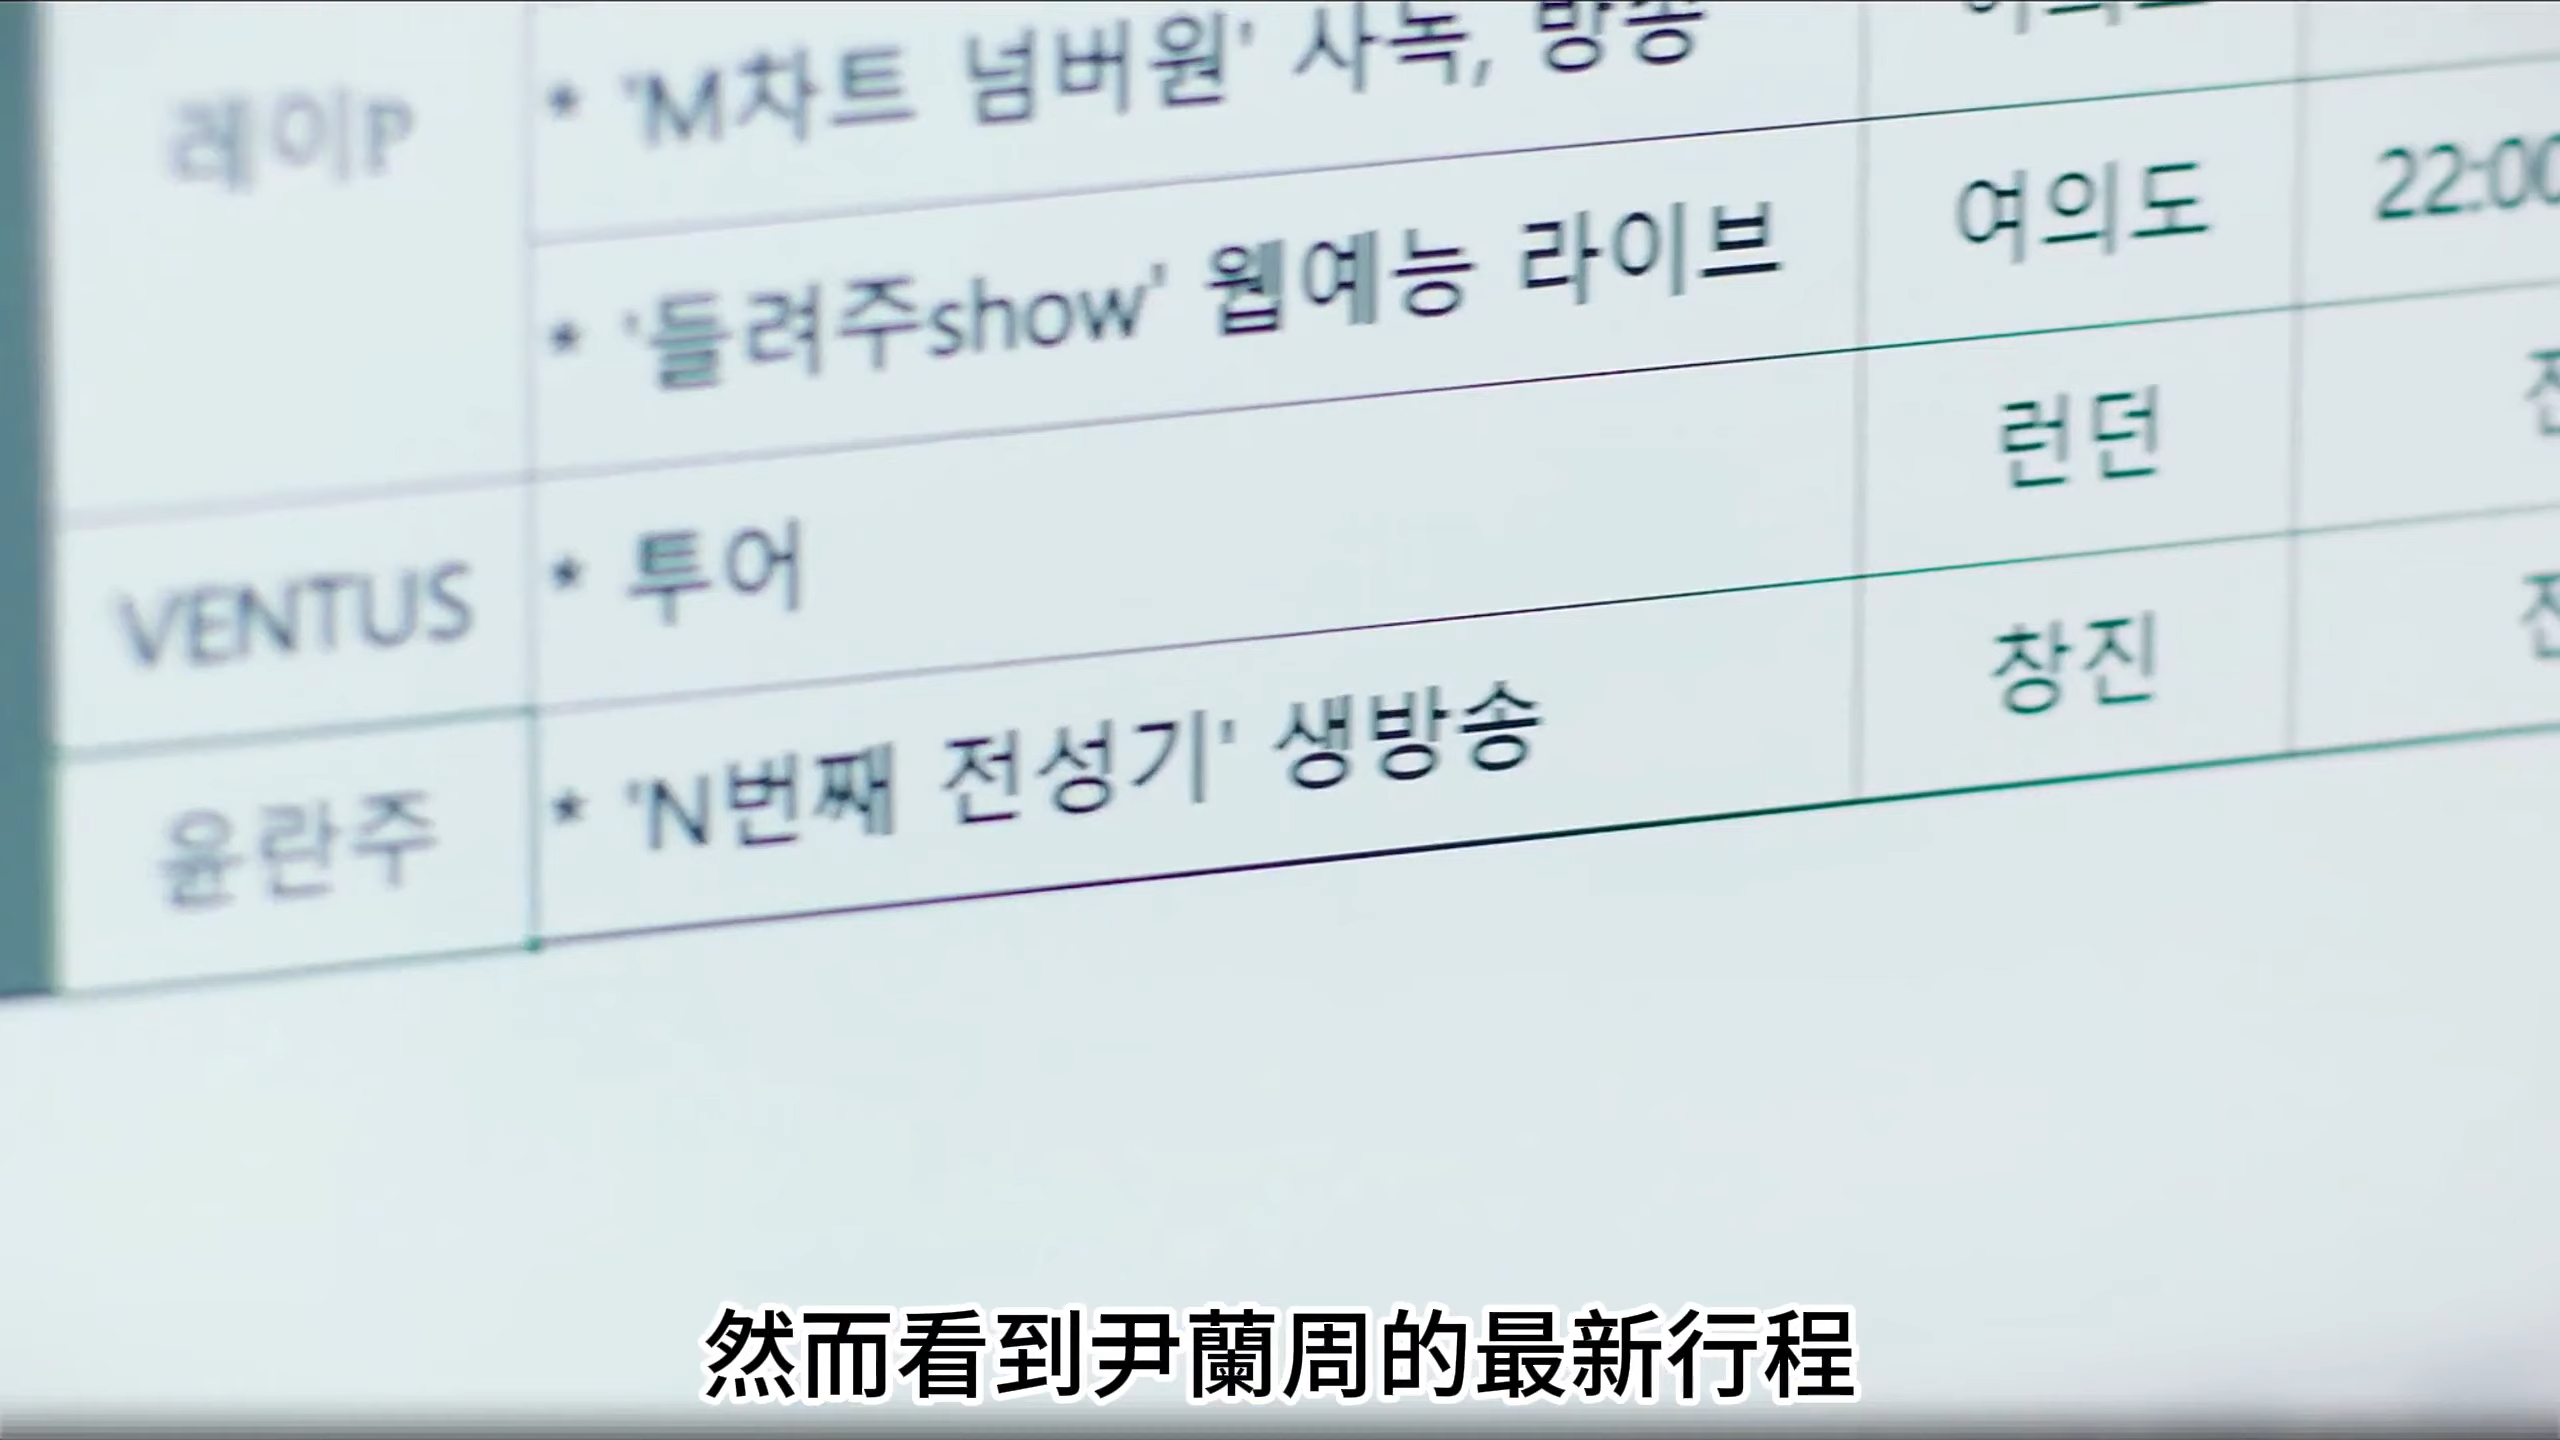 레이P
* 'M차트 넘버원' 사녹, 방송
* '들려주show' 웹예능 라이브
여의도
22:00
VENTUS
* 투어
런던
윤란주
* 'N번째 전성기' 생방송
창진
然而看到尹蘭周的最新行程